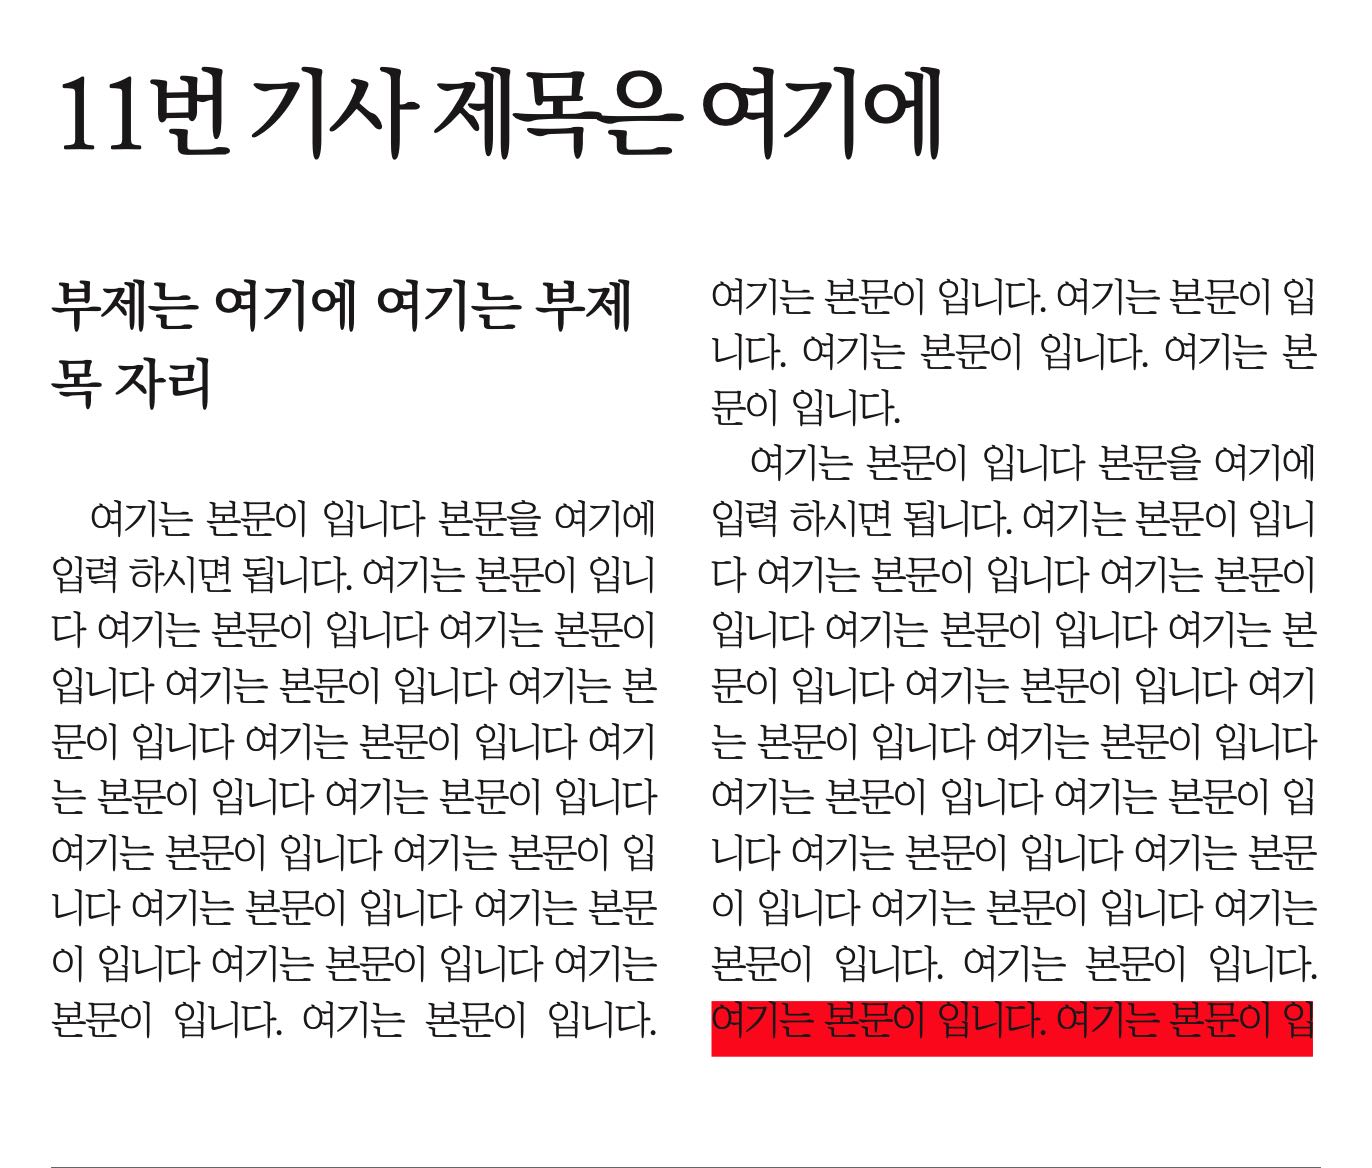 11번 기사 제목은 여기에
부제는 여기에 여기는 부제
목 자리
여기는 본문이 입니다 본문을 여기에
입력 하시면 됩니다. 여기는 본문이 입니
다 여기는 본문이 입니다 여기는 본문이
입니다 여기는 본문이 입니다 여기는 본
문이 입니다 여기는 본문이 입니다 여기
는 본문이 입니다 여기는 본문이 입니다
여기는 본문이 입니다 여기는 본문이 입
니다 여기는 본문이 입니다 여기는 본문
이 입니다 여기는 본문이 입니다 여기는
본문이 입니다. 여기는 본문이 입니다.
여기는 본문이 입니다. 여기는 본문이 입
니다. 여기는 본문이 입니다. 여기는 본
문이 입니다.
여기는 본문이 입니다 본문을 여기에
입력 하시면 됩니다. 여기는 본문이 입니
다 여기는 본문이 입니다 여기는 본문이
입니다 여기는 본문이 입니다 여기는 본
문이 입니다 여기는 본문이 입니다 여기
는 본문이 입니다 여기는 본문이 입니다
여기는 본문이 입니다 여기는 본문이 입
니다 여기는 본문이 입니다 여기는 본문
이 입니다 여기는 본문이 입니다 여기는
본문이 입니다. 여기는 본문이 입니다.
여기는 본문이 입니다. 여기는 본문이 입